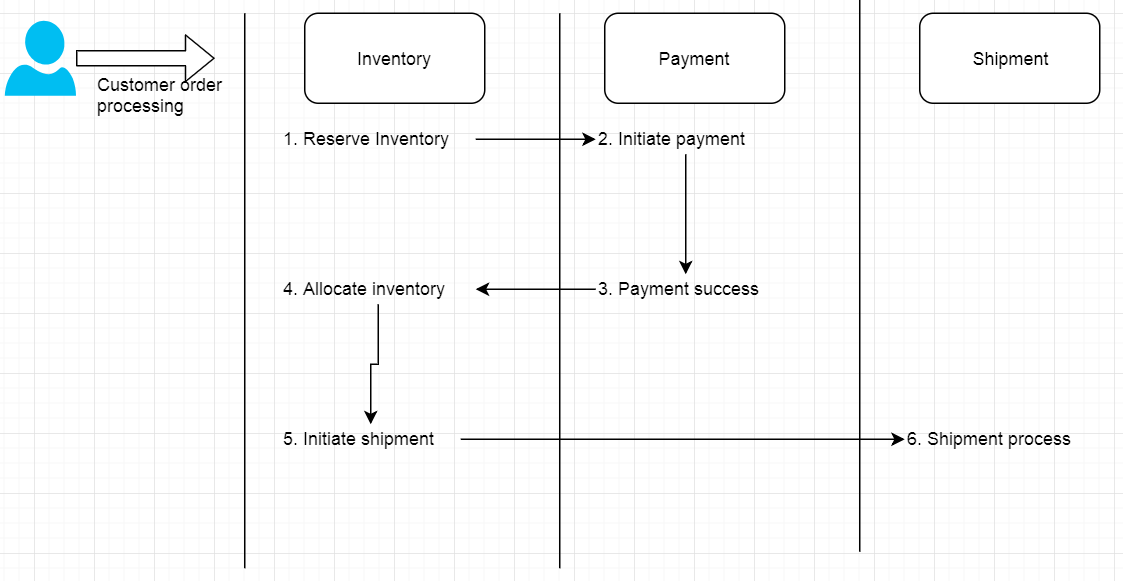 Customer order
processing
Inventory
Payment
Shipment
1. Reserve Inventory
2. Initiate payment
4. Allocate inventory
3. Payment success
5. Initiate shipment
6. Shipment process